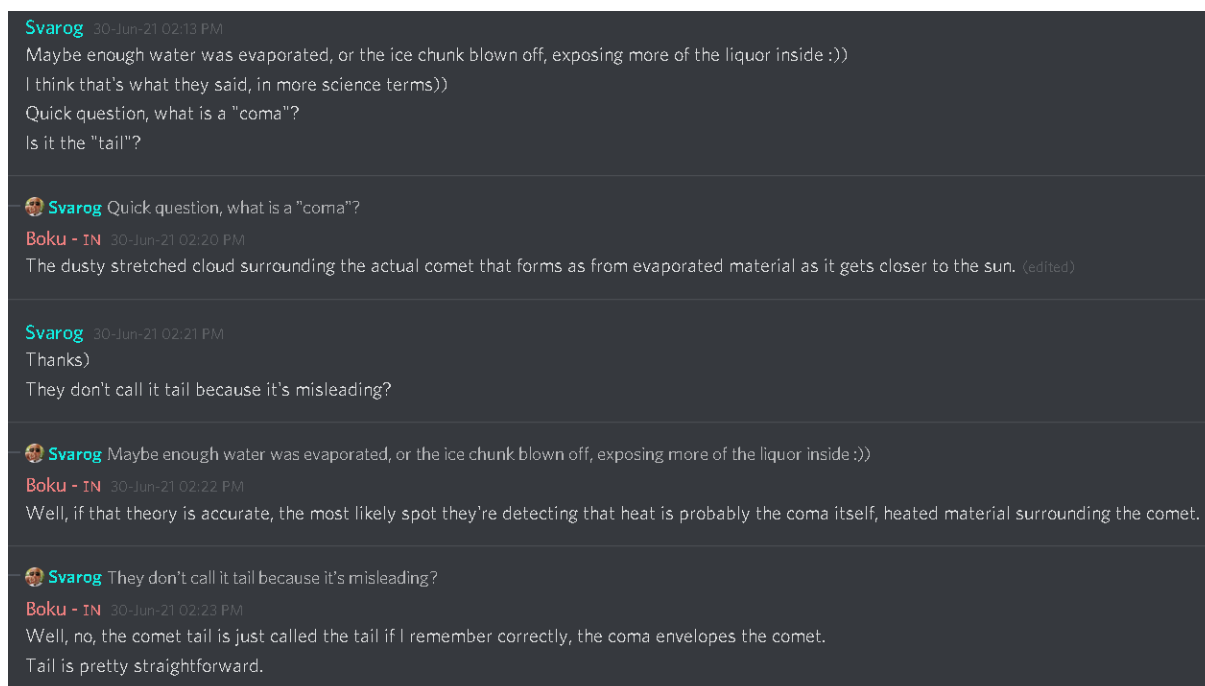 Svarog 30-Jun-21 02:13 PM
Maybe enough water was evaporated, or the ice chunk blown off, exposing more of the liquor inside :))
I think that's what they said, in more science terms))
Quick question, what is a "coma"?
Is it the "tail"?
Svarog Quick question, what is a "coma"?
Boku - IN 30-Jun-21 02:20 PM
The dusty stretched cloud surrounding the actual comet that forms as from evaporated material as it gets closer to the sun. (edited)
Svarog 30-Jun-21 02:21 PM
Thanks)
They don't call it tail because it's misleading?
Svarog Maybe enough water was evaporated, or the ice chunk blown off, exposing more of the liquor inside :))
Boku - IN 30-Jun-21 02:22 PM
Well, if that theory is accurate, the most likely spot they're detecting that heat is probably the coma itself, heated material surrounding the comet.
Svarog They don't call it tail because it's misleading?
Boku - IN 30-Jun-21 02:23 PM
Well, no, the comet tail is just called the tail if I remember correctly, the coma envelopes the comet.
Tail is pretty straightforward.